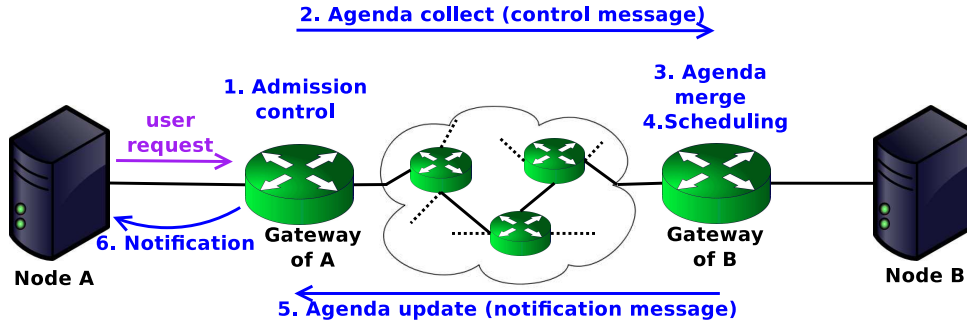 2. Agenda collect (control message)
1. Admission
control
3. Agenda
merge
4.Scheduling
user
request
6. Notification
Gateway
of A
Gateway
of B
Node A
Node B
5. Agenda update (notification message)